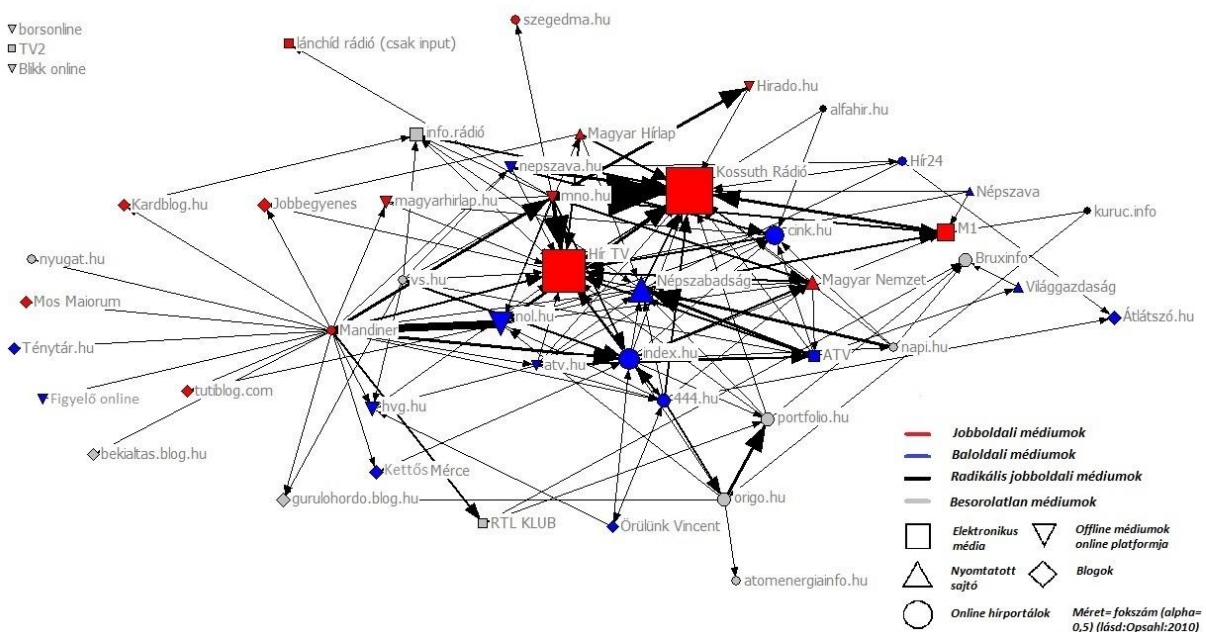 szegedma.hu
borsonline
TV2
Blikk online
lánchíd rádió (csak input)
Hirado.hu
alfahir.hu
info.rádió
Magyar Hírlap
nepszava.hu
Hír24
Kossuth Rádió
Népszava
mno.hu
magyarhirlap.hu
Kardblog.hu
Jobbegyenes
kuruc.info
cink.hu
M1
nyugat.hu
Hír TV
Bruxinfo
vs.hu
Népszabadság
Magyar Nemzet
Világgazdaság
Mos Maiorum
nol.hu
Átlátszó.hu
Mandiner
Ténytár.hu
napi.hu
index.hu
ATV
atv.hu
tutiblog.com
Figyelő online
hvg.hu
444.hu
portfolio.hu
bekialtas.blog.hu
Kettős Mérce
gurulohordo.blog.hu
origo.hu
RTL KLUB
Örülünk Vincent
atomenergiainfo.hu
Jobboldali médiumok
Baloldali médiumok
Radikális jobboldali médiumok
Besorolatlan médiumok
Elektronikus
média
Offline médiumok
online platformja
Nyomtatott
sajtó
Blogok
Online hírportálok
Méret= fokszám (alpha=
0,5) (lásd:Opsahl:2010)